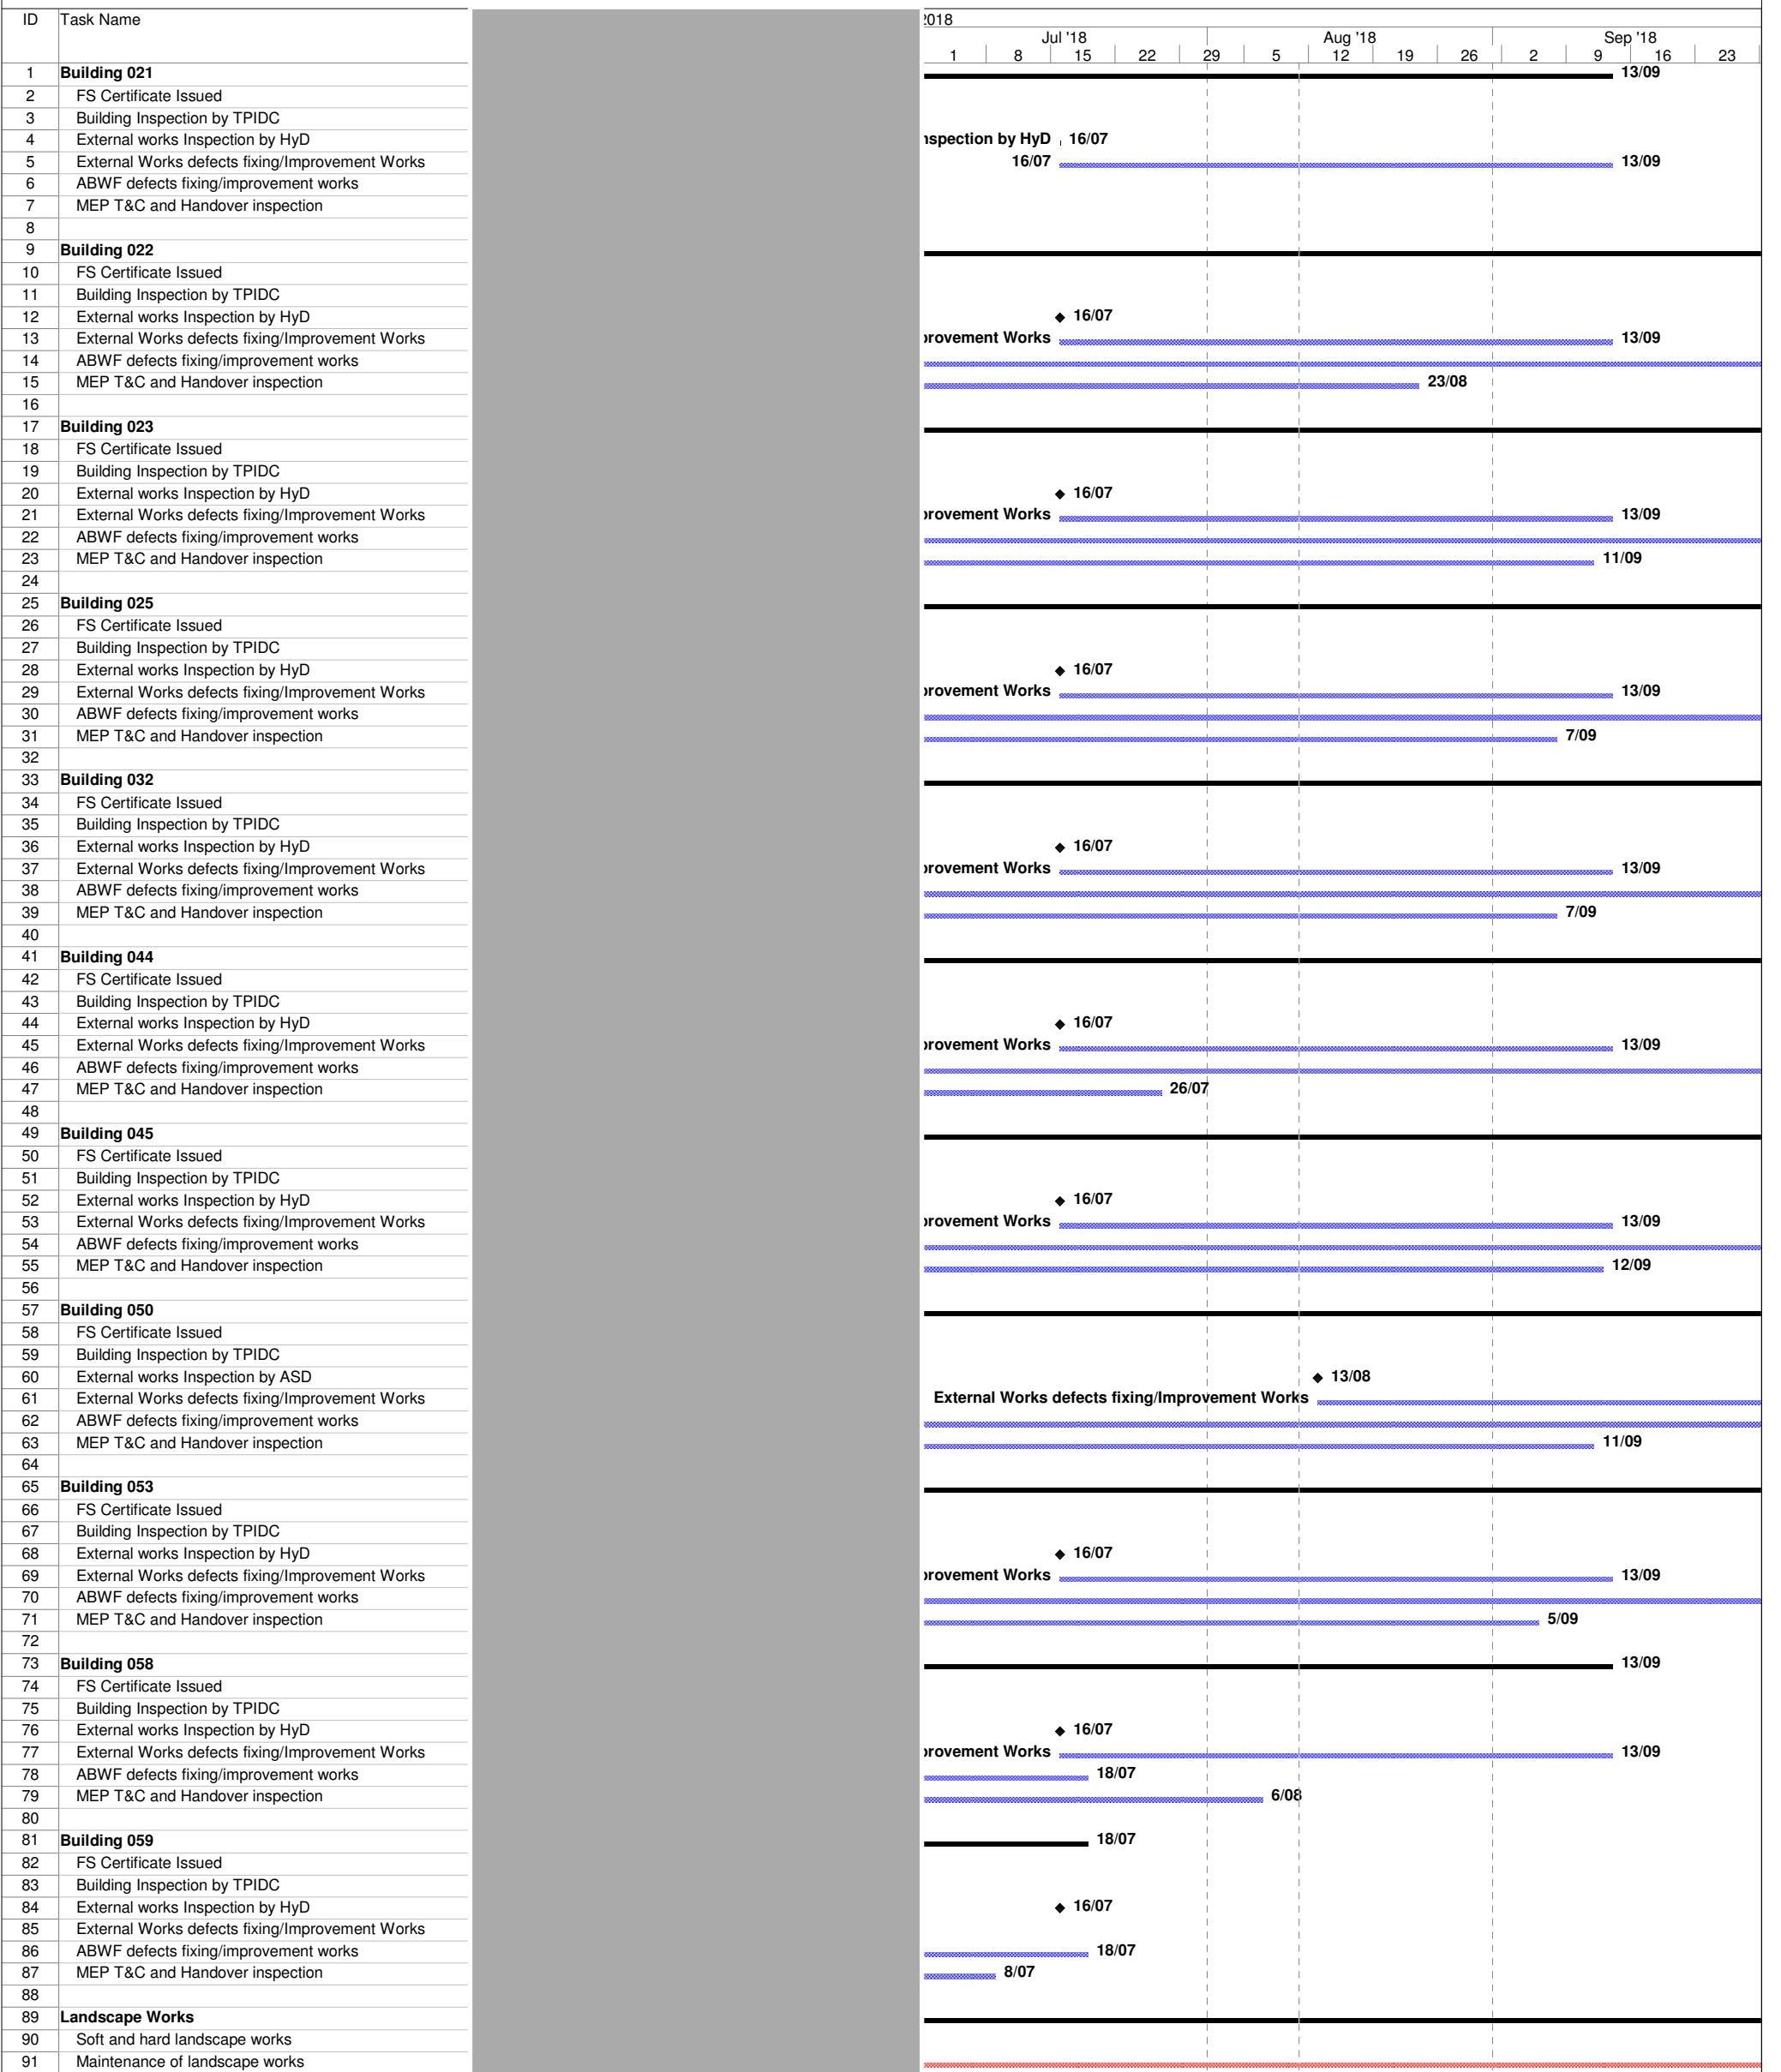 ID Task Name 2018
Jul '18 Aug '18 Sep '18
1 8 15 22 29 5 12 19 26 2 9 16 23
1 Building 021 13/09
2 FS Certificate Issued
3 Building Inspection by TPIDC
4 External works Inspection by HyD nspection by HyD 16/07
5 External Works defects fixing/Improvement Works 16/07 13/09
6 ABWF defects fixing/improvement works
7 MEP T&C and Handover inspection
8
9 Building 022
10 FS Certificate Issued
11 Building Inspection by TPIDC
12 External works Inspection by HyD 16/07
13 External Works defects fixing/Improvement Works provement Works 13/09
14 ABWF defects fixing/improvement works
15 MEP T&C and Handover inspection 23/08
16
17 Building 023
18 FS Certificate Issued
19 Building Inspection by TPIDC
20 External works Inspection by HyD 16/07
21 External Works defects fixing/Improvement Works provement Works 13/09
22 ABWF defects fixing/improvement works
23 MEP T&C and Handover inspection 11/09
24
25 Building 025
26 FS Certificate Issued
27 Building Inspection by TPIDC
28 External works Inspection by HyD 16/07
29 External Works defects fixing/Improvement Works provement Works 13/09
30 ABWF defects fixing/improvement works
31 MEP T&C and Handover inspection 7/09
32
33 Building 032
34 FS Certificate Issued
35 Building Inspection by TPIDC
36 External works Inspection by HyD 16/07
37 External Works defects fixing/Improvement Works provement Works 13/09
38 ABWF defects fixing/improvement works
39 MEP T&C and Handover inspection 7/09
40
41 Building 044
42 FS Certificate Issued
43 Building Inspection by TPIDC
44 External works Inspection by HyD 16/07
45 External Works defects fixing/Improvement Works provement Works 13/09
46 ABWF defects fixing/improvement works
47 MEP T&C and Handover inspection 26/07
48
49 Building 045
50 FS Certificate Issued
51 Building Inspection by TPIDC
52 External works Inspection by HyD 16/07
53 External Works defects fixing/Improvement Works provement Works 13/09
54 ABWF defects fixing/improvement works
55 MEP T&C and Handover inspection 12/09
56
57 Building 050
58 FS Certificate Issued
59 Building Inspection by TPIDC
60 External works Inspection by ASD 13/08
61 External Works defects fixing/Improvement Works External Works defects fixing/Improvement Works
62 ABWF defects fixing/improvement works
63 MEP T&C and Handover inspection 11/09
64
65 Building 053
66 FS Certificate Issued
67 Building Inspection by TPIDC
68 External works Inspection by HyD 16/07
69 External Works defects fixing/Improvement Works provement Works 13/09
70 ABWF defects fixing/improvement works
71 MEP T&C and Handover inspection 5/09
72
73 Building 058 13/09
74 FS Certificate Issued
75 Building Inspection by TPIDC
76 External works Inspection by HyD 16/07
77 External Works defects fixing/Improvement Works provement Works 13/09
78 ABWF defects fixing/improvement works 18/07
79 MEP T&C and Handover inspection 6/08
80
81 Building 059 18/07
82 FS Certificate Issued
83 Building Inspection by TPIDC
84 External works Inspection by HyD 16/07
85 External Works defects fixing/Improvement Works
86 ABWF defects fixing/improvement works 18/07
87 MEP T&C and Handover inspection 8/07
88
89 Landscape Works
90 Soft and hard landscape works
91 Maintenance of landscape works